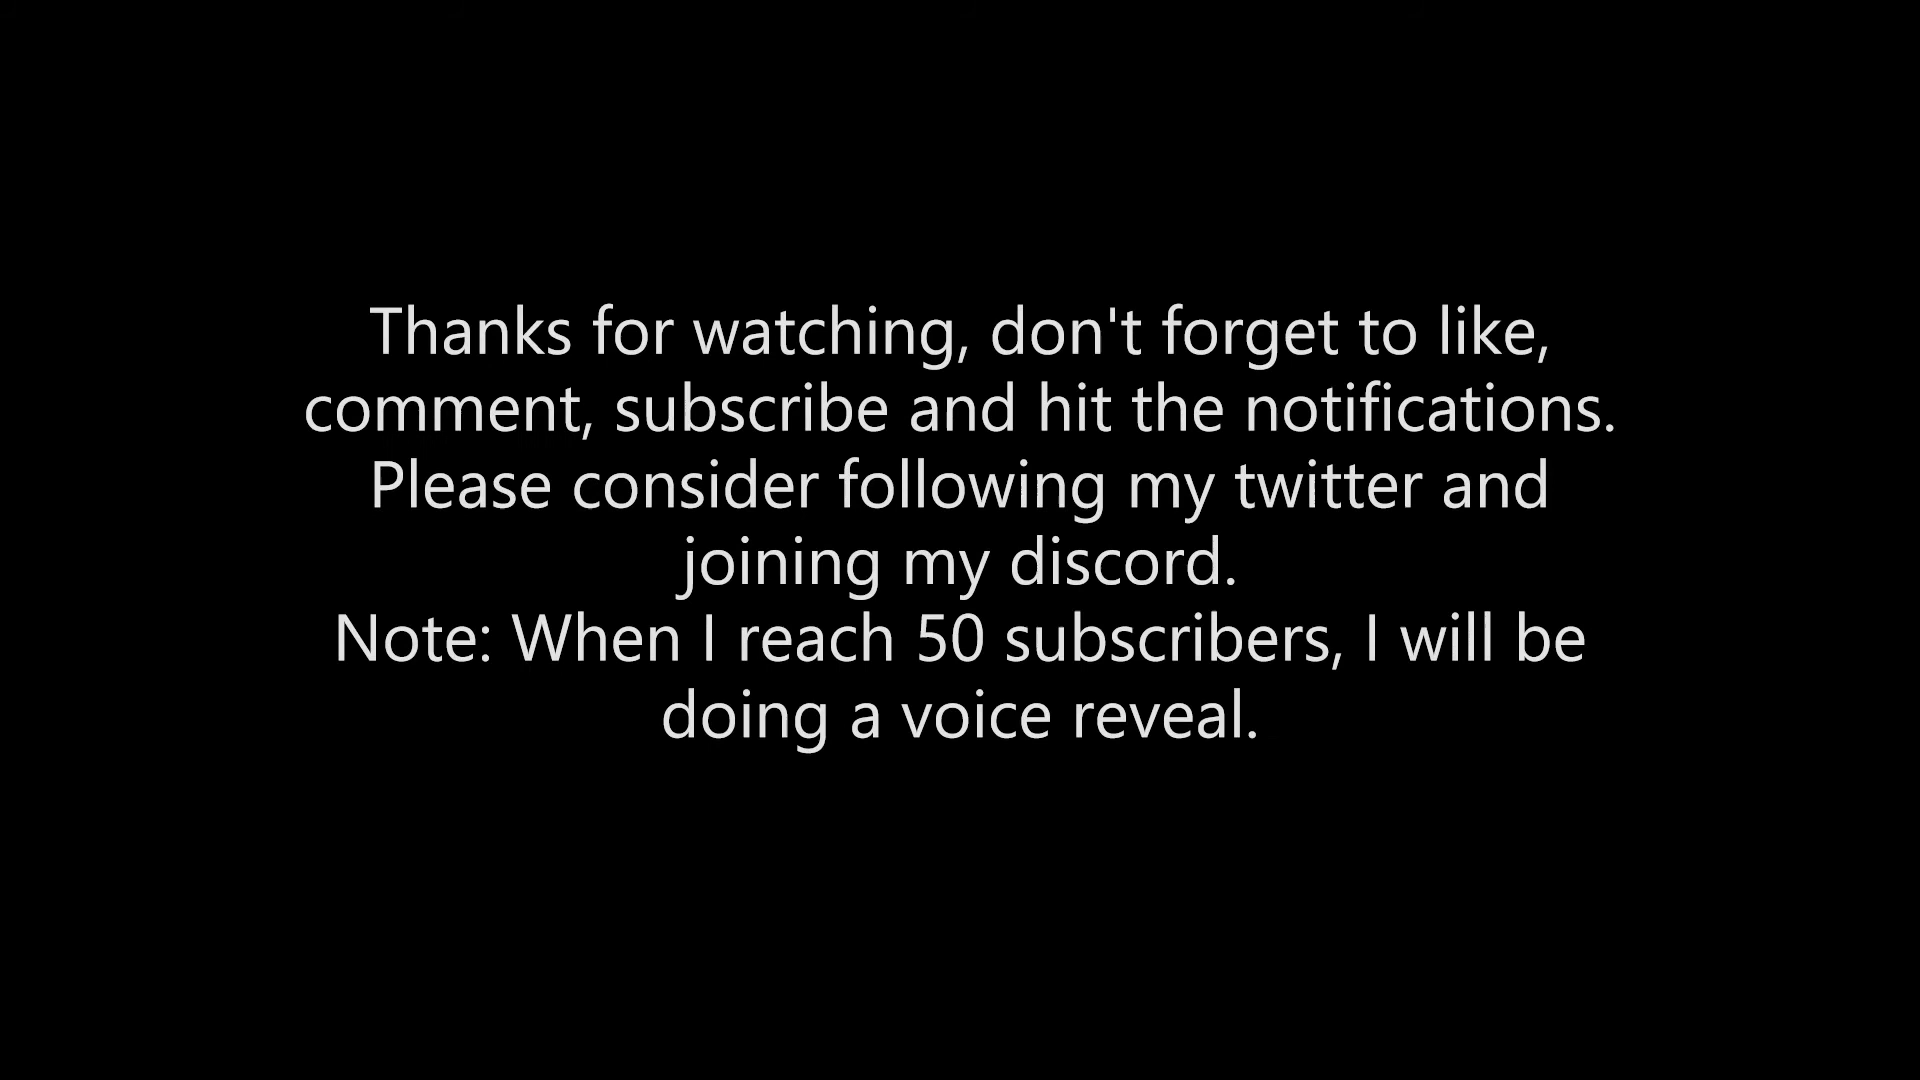 Thanks for watching, don't forget to like,
comment, subscribe and hit the notifications.
Please consider following my twitter and
joining my discord.
Note: When I reach 50 subscribers, I will be
doing a voice reveal.